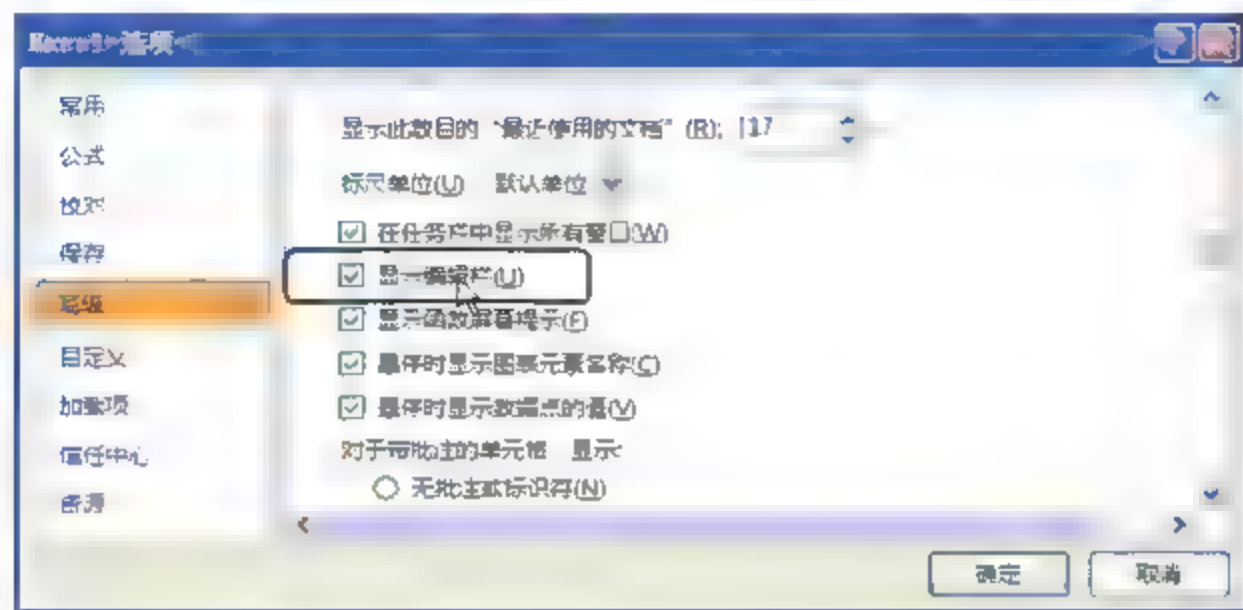 Excel 选项
常用
公式
校对
保存
高级
自定义
加载项
信任中心
资源
显示此数目的“最近使用的文档”(R): 17
标尺单位(U) 默认单位
在任务栏中显示所有窗口(W)
显示编辑栏(U)
显示函数屏幕提示(F)
悬停时显示图表元素名称(C)
悬停时显示数据点的值(V)
对于带批注的单元格 显示:
无批注或标识符(N)
确定
取消